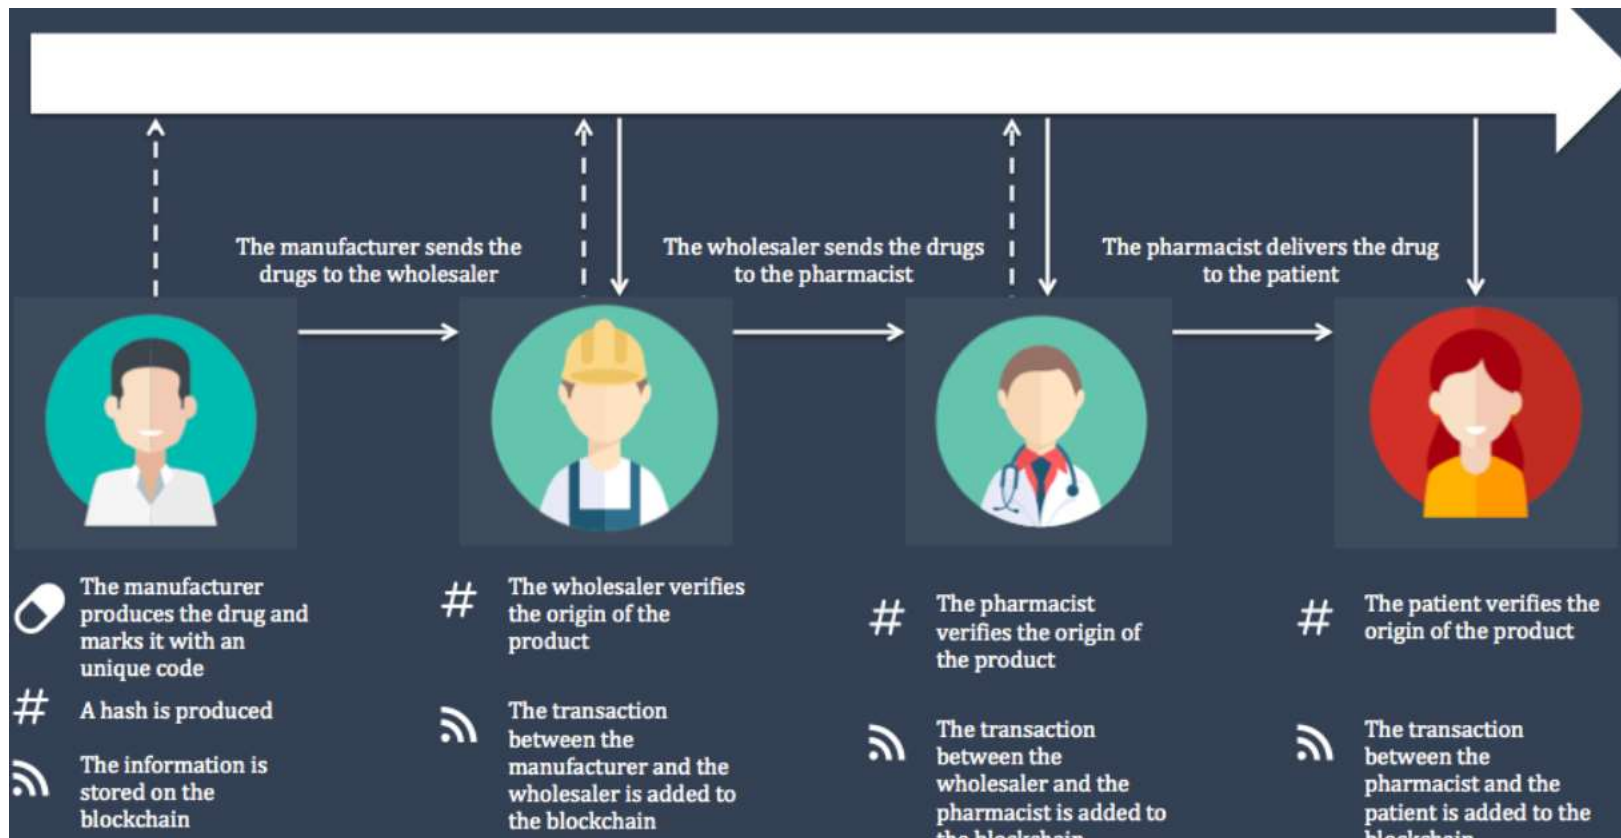 The manufacturer sends the
drugs to the wholesaler
The wholesaler sends the drugs
to the pharmacist
The pharmacist delivers the drug
to the patient
The manufacturer
produces the drug and
marks it with an
unique code
# A hash is produced
The information is
stored on the
blockchain
# The wholesaler verifies
the origin of the
product
The transaction
between the
manufacturer and the
wholesaler is added to
the blockchain
# The pharmacist
verifies the origin of
the product
The transaction
between the
wholesaler and the
pharmacist is added to
the blockchain
# The patient verifies the
origin of the product
The transaction
between the
pharmacist and the
patient is added to the
blockchain